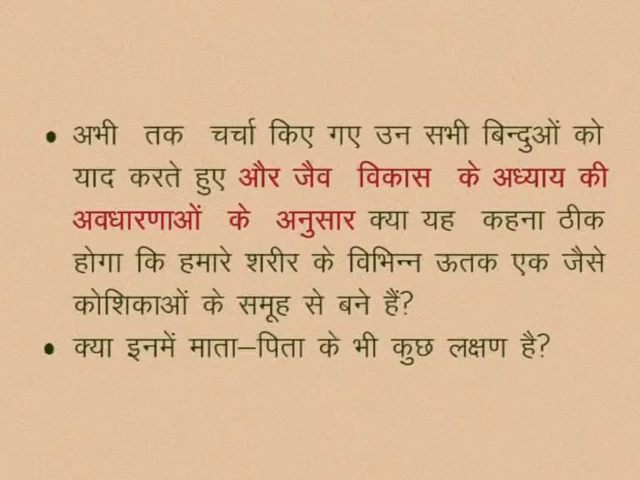 • अभी तक चर्चा किए गए उन सभी बिन्दुओं को
याद करते हुए और जैव विकास के अध्याय की
अवधारणाओं के अनुसार क्या यह कहना ठीक
होगा कि हमारे शरीर के विभिन्न ऊतक एक जैसे
कोशिकाओं के समूह से बने हैं?
• क्या इनमें माता–पिता के भी कुछ लक्षण है?